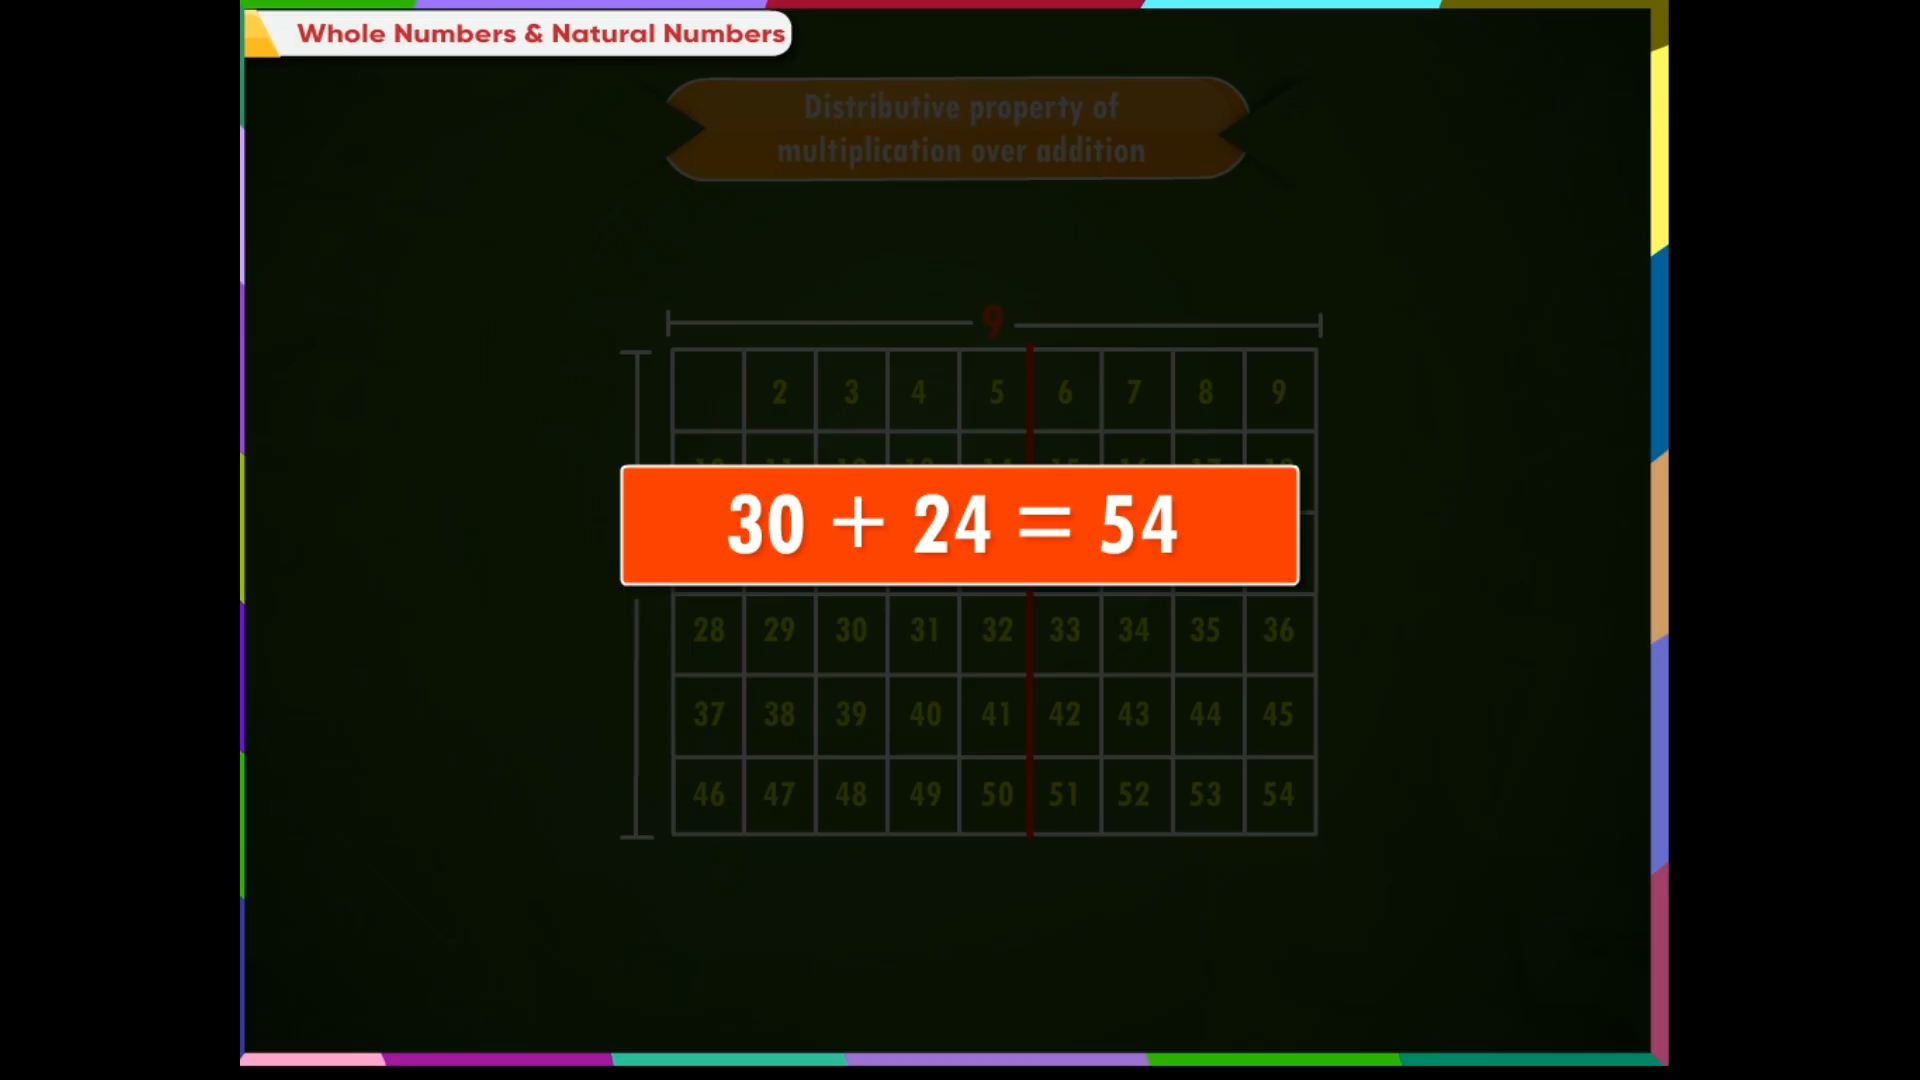 Whole Numbers & Natural Numbers
Distributive property of
multiplication over addition
9
2 3 4 5 6 7 8 9
30 + 24 = 54
28 29 30 31 32 33 34 35 36
37 38 39 40 41 42 43 44 45
46 47 48 49 50 51 52 53 54